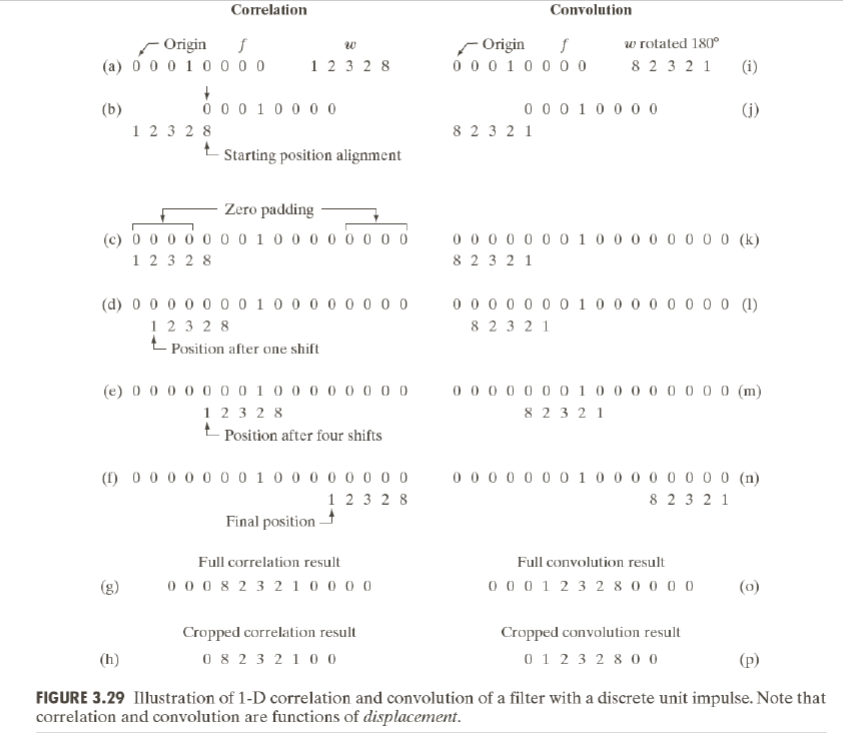 Correlation Convolution
Origin f w Origin f w rotated 180°
(a) 0 0 0 1 0 0 0 0 1 2 3 2 8 0 0 0 1 0 0 0 0 8 2 3 2 1 (i)
(b) 0 0 0 1 0 0 0 0 0 0 0 1 0 0 0 0 (j)
1 2 3 2 8 8 2 3 2 1
Starting position alignment
Zero padding
(c) 0 0 0 0 0 0 0 1 0 0 0 0 0 0 0 0 0 0 0 0 0 0 0 1 0 0 0 0 0 0 0 0 (k)
1 2 3 2 8 8 2 3 2 1
(d) 0 0 0 0 0 0 0 1 0 0 0 0 0 0 0 0 0 0 0 0 0 0 0 1 0 0 0 0 0 0 0 0 (l)
1 2 3 2 8 8 2 3 2 1
Position after one shift
(e) 0 0 0 0 0 0 0 1 0 0 0 0 0 0 0 0 0 0 0 0 0 0 0 1 0 0 0 0 0 0 0 0 (m)
1 2 3 2 8 8 2 3 2 1
Position after four shifts
(f) 0 0 0 0 0 0 0 1 0 0 0 0 0 0 0 0 0 0 0 0 0 0 0 1 0 0 0 0 0 0 0 0 (n)
1 2 3 2 8 8 2 3 2 1
Final position
Full correlation result Full convolution result
(g) 0 0 0 8 2 3 2 1 0 0 0 0 0 0 0 1 2 3 2 8 0 0 0 0 (o)
Cropped correlation result Cropped convolution result
(h) 0 8 2 3 2 1 0 0 0 1 2 3 2 8 0 0 (p)
FIGURE 3.29 Illustration of 1-D correlation and convolution of a filter with a discrete unit impulse. Note that
correlation and convolution are functions of displacement.